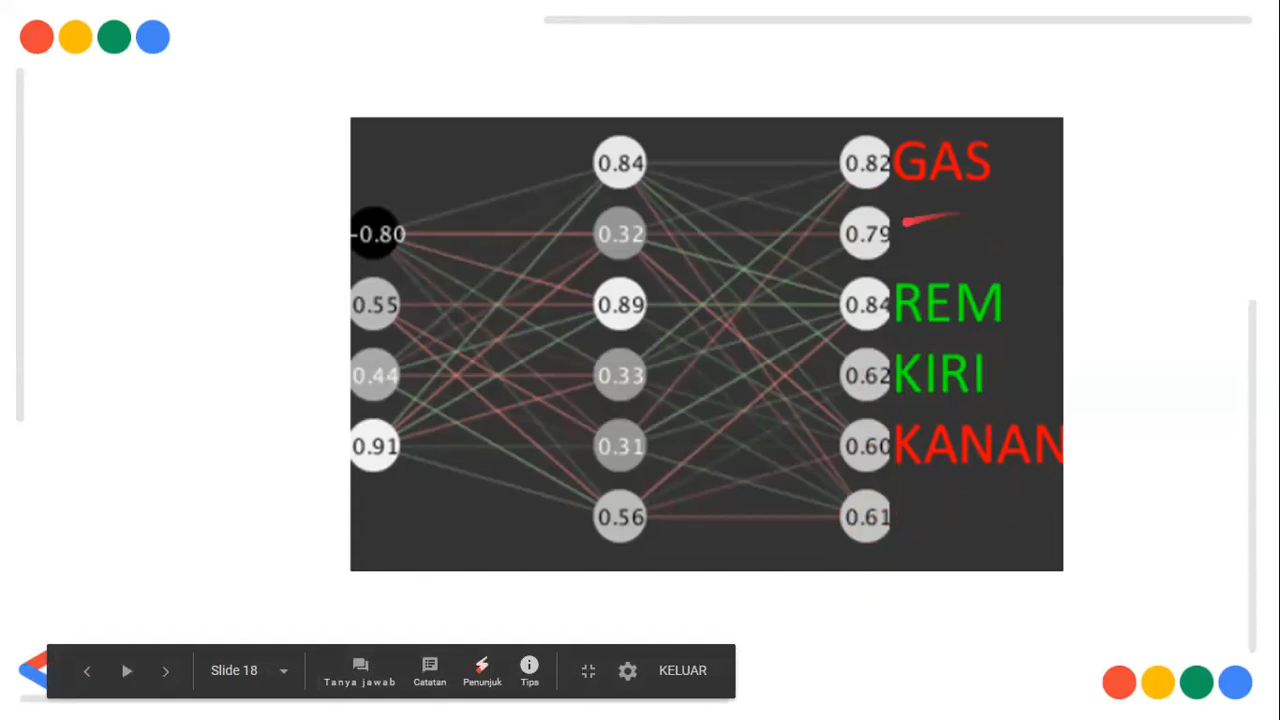 0.84
0.82 GAS
-0.80
0.32
0.79
0.55
0.89
0.84 REM
0.44
0.33
0.62 KIRI
0.91
0.31
0.60 KANAN
0.56
0.61
Slide 18
Tanya jawab
Catatan
Penunjuk
Tips
KELUAR